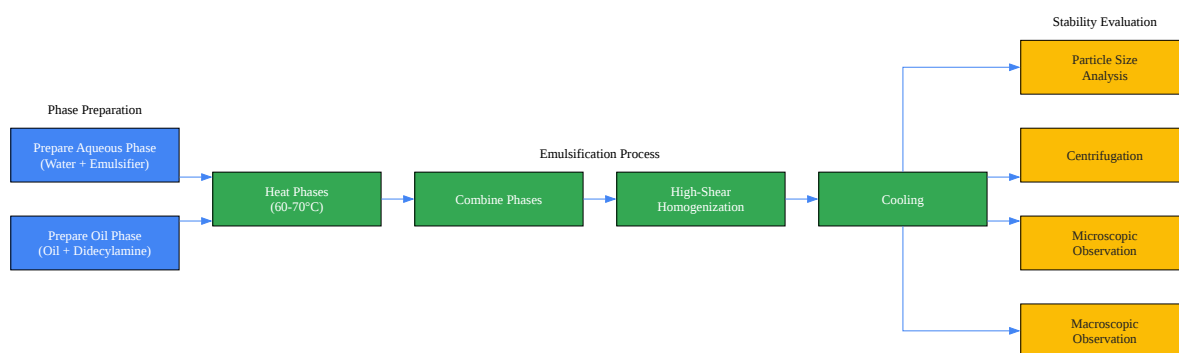 Stability Evaluation
Particle Size
Analysis
Phase Preparation
Prepare Aqueous Phase
(Water + Emulsifier)
Emulsification Process
Centrifugation
Heat Phases
(60-70°C)
Combine Phases
High-Shear
Homogenization
Cooling
Prepare Oil Phase
(Oil + Didecylamine)
Microscopic
Observation
Macroscopic
Observation